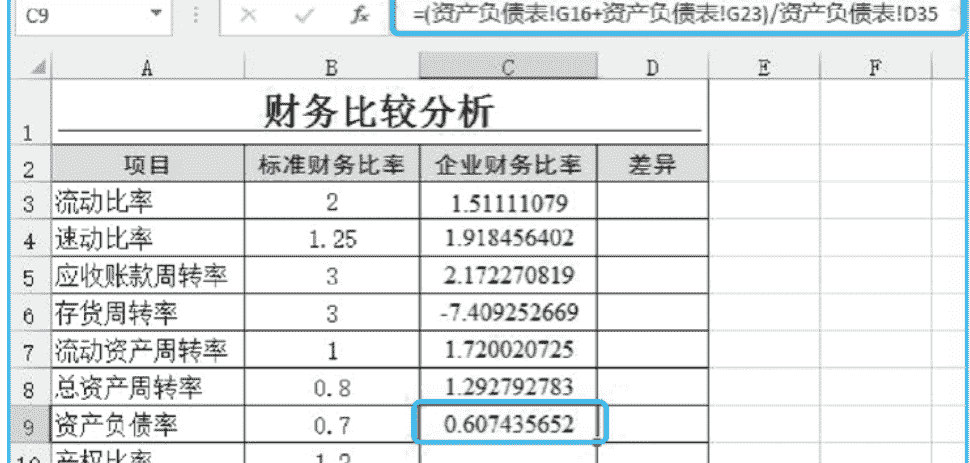 C9 fx =(资产负债表!G16+资产负债表!G23)/资产负债表!D35
A B C D E F
1 财务比较分析
2 项目 标准财务比率 企业财务比率 差异
3 流动比率 2 1.51111079
4 速动比率 1.25 1.918456402
5 应收账款周转率 3 2.172270819
6 存货周转率 3 -7.409252669
7 流动资产周转率 1 1.720020725
8 总资产周转率 0.8 1.292792783
9 资产负债率 0.7 0.607435652
10 产权比率 1.2